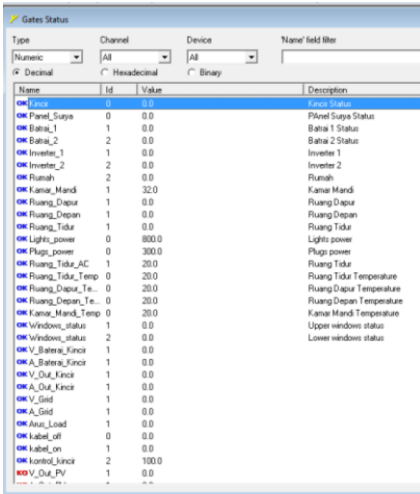 Gates Status
Type Channel Device 'Name' field filter
Numeric All All
Decimal Hexadecimal Binary
Name Id Value Description
OK Kincir 0 0.0 Kincir Status
OK Panel_Surya 0 0.0 PAnel Surya Status
OK Batrai_1 1 0.0 Batrai 1 Status
OK Batrai_2 2 0.0 Batrai 2 Status
OK Inverter_1 1 0.0 Inverter 1
OK Inverter_2 2 0.0 Inverter 2
OK Rumah 2 0.0 Rumah
OK Kamar_Mandi 1 32.0 Kamar Mandi
OK Ruang_Dapur 1 0.0 Ruang Dapur
OK Ruang_Depan 1 0.0 Ruang Depan
OK Ruang_Tidur 1 0.0 Ruang Tidur
OK Lights_power 0 800.0 Lights power
OK Plugs_power 0 300.0 Plugs power
OK Ruang_Tidur_AC 1 20.0 Ruang Tidur
OK Ruang_Tidur_Temp 0 20.0 Ruang Tidur Temperature
OK Ruang_Dapur_Te... 0 20.0 Ruang Dapur Temperature
OK Ruang_Depan_Te... 0 20.0 Ruang Depan Temperature
OK Kamar_Mandi_Temp 0 20.0 Kamar Mandi Temperature
OK Windows_status 1 0.0 Upper windows status
OK Windows_status 2 0.0 Lower windows status
OK V_Baterai_Kincir 1 0.0
OK A_Baterai_Kincir 1 0.0
OK V_Out_Kincir 1 0.0
OK A_Out_Kincir 1 0.0
OK V_Grid 1 0.0
OK A_Grid 1 0.0
OK Arus_Load 1 0.0
OK kabel_off 0 0.0
OK kabel_on 1 0.0
OK kontrol_kincir 2 100.0
KO V_Out_PV 1 0.0